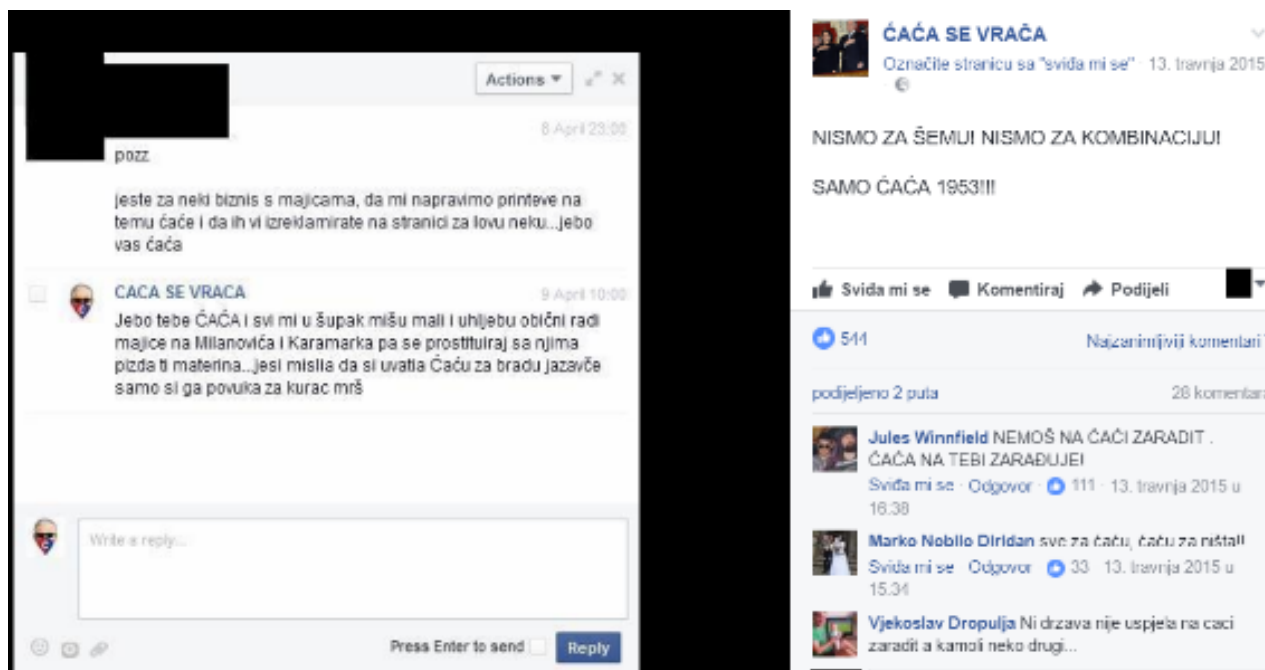 Actions
8 April 23:00
pozz
jeste za neki biznis s majicama, da mi napravimo printeve na
temu ćaće i da ih vi izreklamirate na stranici za lovu neku...jebo
vas ćaća
CACA SE VRACA
9 April 10:00
Jebo tebe ĆAĆA i svi mi u šupak mišu mali i uhljebu obični radi
majice na Milanovića i Karamarka pa se prostituiraj sa njima
pizda ti materina...jesi mislia da si uvatia Ćaću za bradu jazavče
samo si ga povuka za kurac mrš
Write a reply...
Press Enter to send
Reply
ĆAĆA SE VRAČA
Označite stranicu sa "sviđa mi se" · 13. travnja 2015
NISMO ZA ŠEMU! NISMO ZA KOMBINACIJU!
SAMO ĆAĆA 1953!!!
Sviđa mi se Komentiraj Podijeli
544
Najzanimljiviji komentari
podijeljeno 2 puta
28 komentara
Jules Winnfield NEMOŠ NA ĆAĆI ZARADIT .
ĆAĆA NA TEBI ZARAĐUJE!
Sviđa mi se · Odgovor · 111 · 13. travnja 2015 u
16:38
Marko Nobilo Diridan sve za ćaću, ćaću za ništa!!
Sviđa mi se · Odgovor · 33 · 13. travnja 2015 u
15:34
Vjekoslav Dropulja Ni drzava nije uspjela na caci
zaradit a kamoli neko drugi...